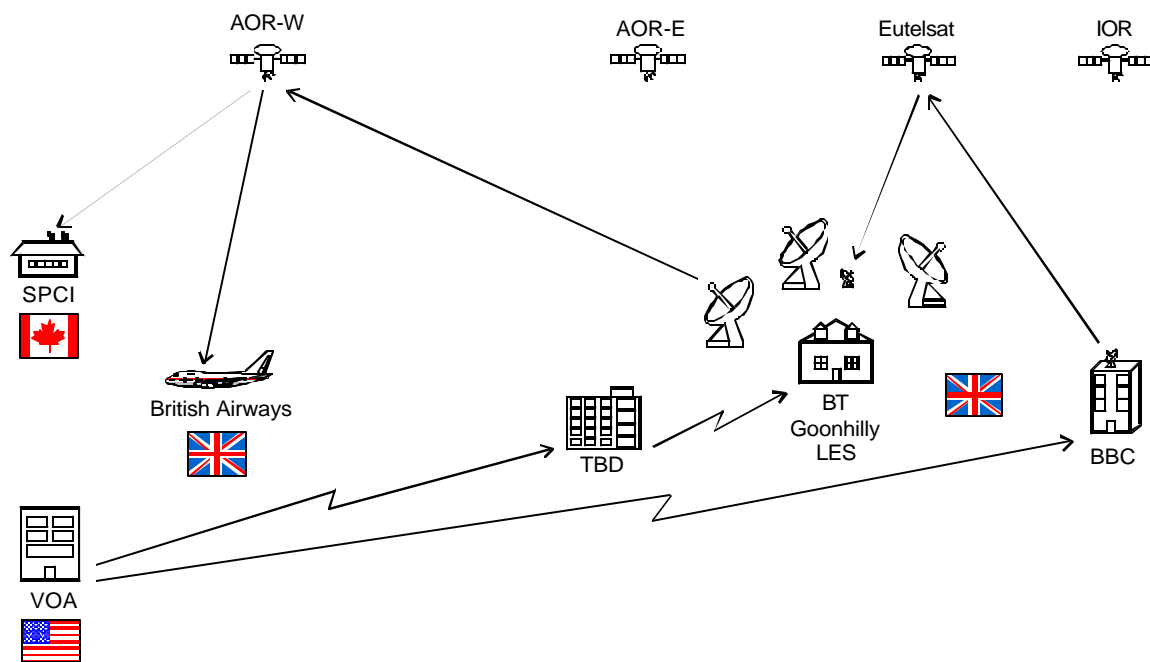 AOR-W
AOR-E
Eutelsat
IOR
SPCI
British Airways
TBD
BT
Goonhilly
LES
BBC
VOA